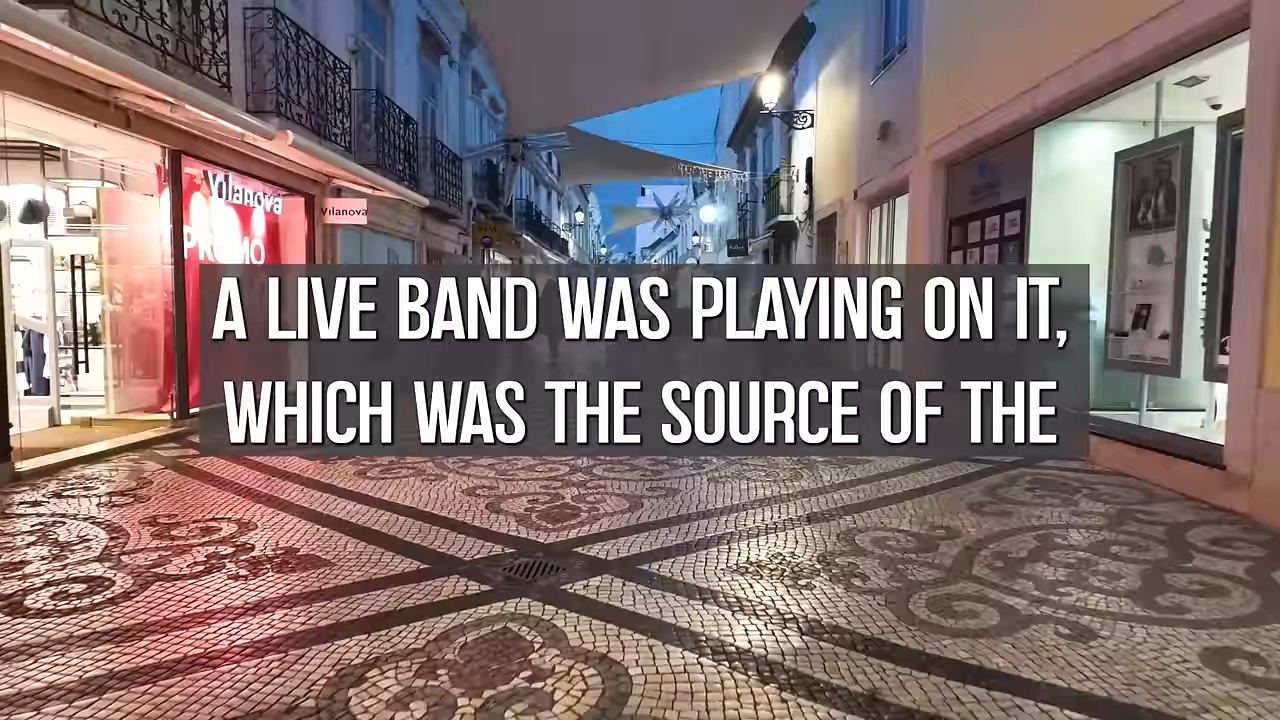 Vilanova
Vilanova
PROMO
A LIVE BAND WAS PLAYING ON IT,
WHICH WAS THE SOURCE OF THE